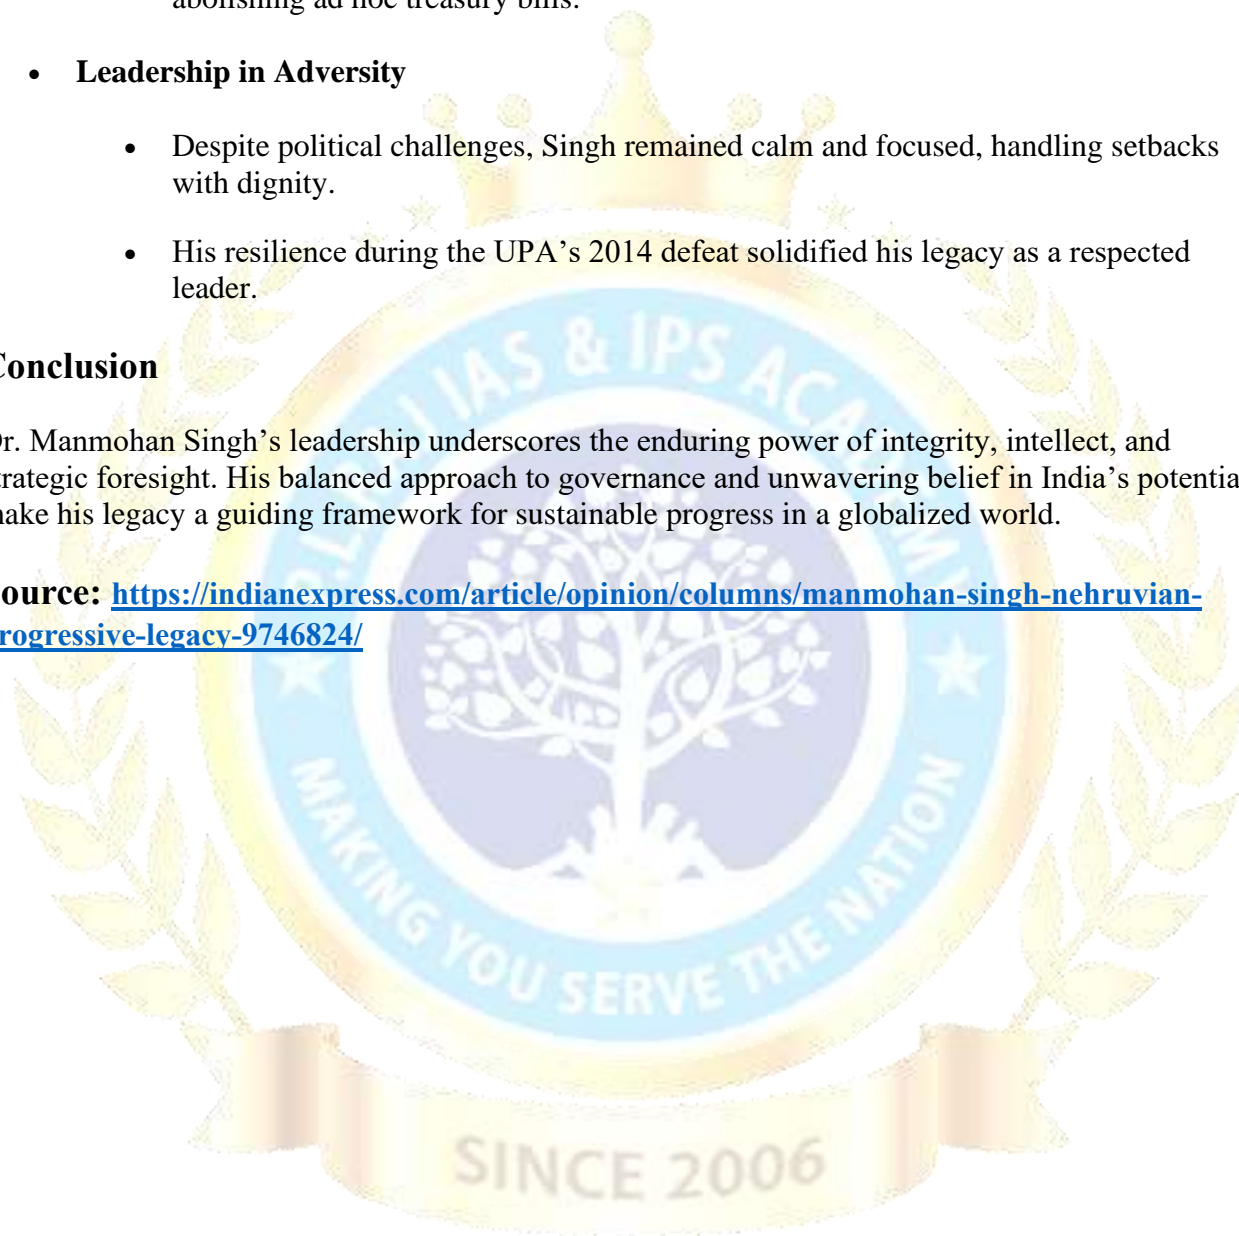 abolishing ad hoc treasury bills.
• Leadership in Adversity
• Despite political challenges, Singh remained calm and focused, handling setbacks
with dignity.
• His resilience during the UPA’s 2014 defeat solidified his legacy as a respected
leader.
Conclusion
Dr. Manmohan Singh’s leadership underscores the enduring power of integrity, intellect, and
trategic foresight. His balanced approach to governance and unwavering belief in India’s potentia
make his legacy a guiding framework for sustainable progress in a globalized world.
ource: https://indianexpress.com/article/opinion/columns/manmohan-singh-nehruvian-
rogressive-legacy-9746824/
IAS & IPS ACADEMY
MAKING YOU SERVE THE NATION
SINCE 2006